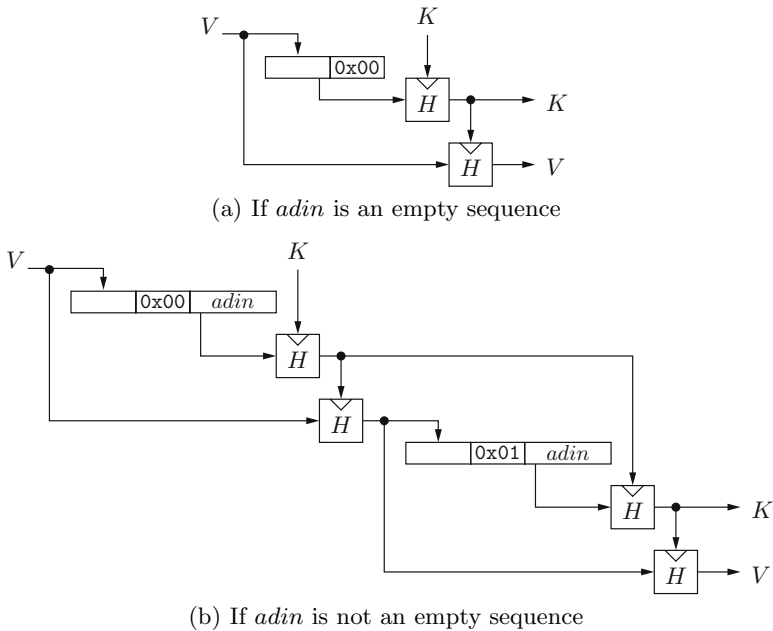 V
K
0x00
H
K
H
V
(a) If adin is an empty sequence
V
K
0x00 adin
H
H
0x01 adin
H
K
H
V
(b) If adin is not an empty sequence